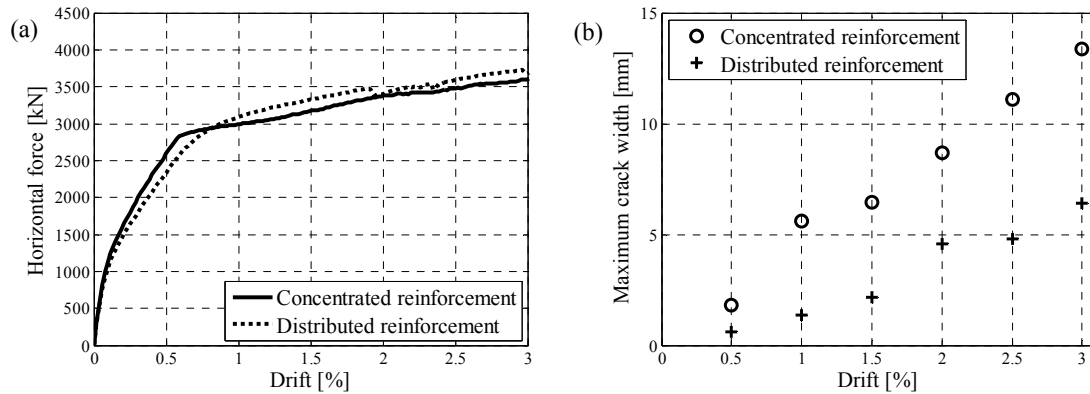 (a)
Horizontal force [kN]
4500
4000
3500
3000
2500
2000
1500
1000
500
0
0 0.5 1 1.5 2 2.5 3
Drift [%]
Concentrated reinforcement
Distributed reinforcement
(b)
Maximum crack width [mm]
15
10
5
0
0 0.5 1 1.5 2 2.5 3
Drift [%]
Concentrated reinforcement
Distributed reinforcement